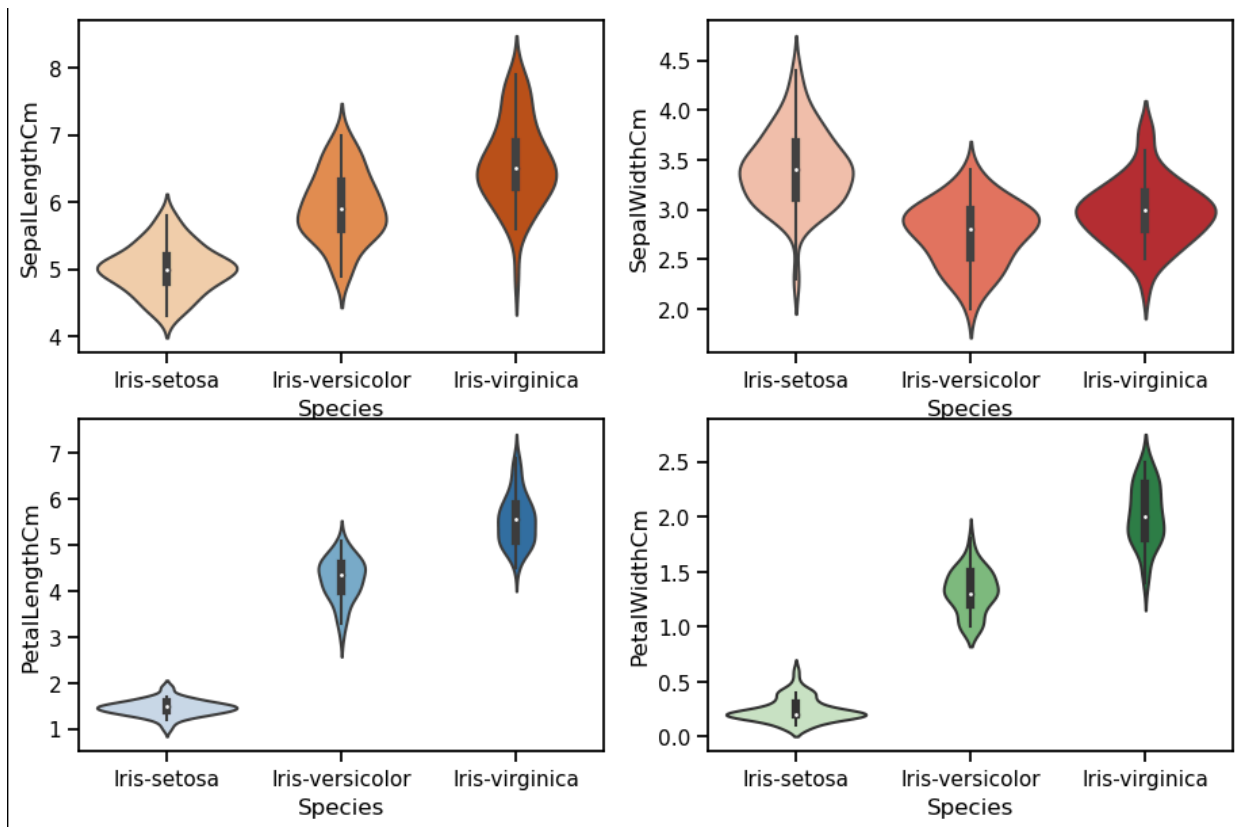 SepalLengthCm
8
7
6
5
4
Iris-setosa Iris-versicolor Iris-virginica
Species
SepalWidthCm
4.5
4.0
3.5
3.0
2.5
2.0
Iris-setosa Iris-versicolor Iris-virginica
Species
PetalLengthCm
7
6
5
4
3
2
1
Iris-setosa Iris-versicolor Iris-virginica
Species
PetalWidthCm
2.5
2.0
1.5
1.0
0.5
0.0
Iris-setosa Iris-versicolor Iris-virginica
Species